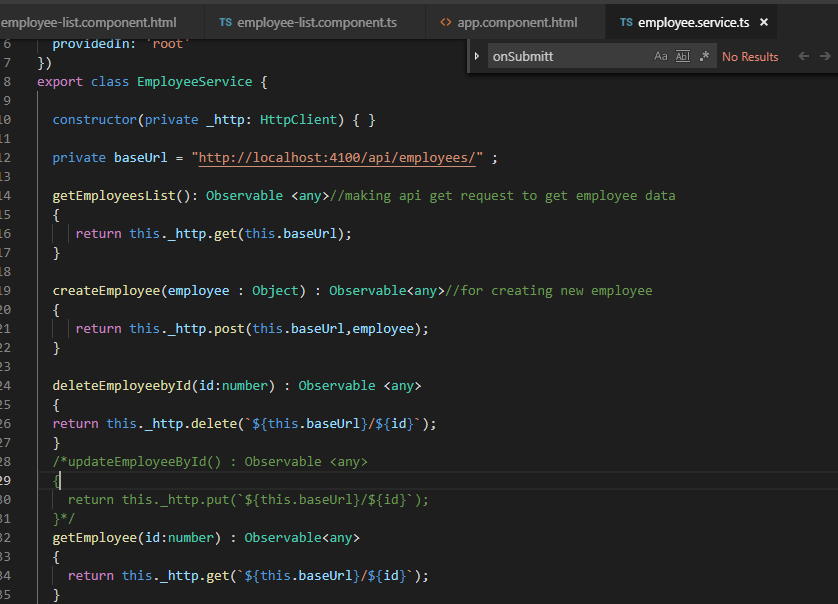 employee-list.component.html TS employee-list.component.ts <> app.component.html TS employee.service.ts ×
onSubmitt Aa Abl .* No Results ← →
6 providedIn: 'root'
7 })
8 export class EmployeeService {
9
10 constructor(private _http: HttpClient) { }
11
12 private baseUrl = "http://localhost:4100/api/employees/" ;
13
14 getEmployeesList(): Observable <any>//making api get request to get employee data
15 {
16 return this._http.get(this.baseUrl);
17 }
18
19 createEmployee(employee : Object) : Observable<any>//for creating new employee
20 {
21 return this._http.post(this.baseUrl,employee);
22 }
23
24 deleteEmployeebyId(id:number) : Observable <any>
25 {
26 return this._http.delete(`${this.baseUrl}/${id}`);
27 }
28 /*updateEmployeeById() : Observable <any>
29 {
30 return this._http.put(`${this.baseUrl}/${id}`);
31 }*/
32 getEmployee(id:number) : Observable<any>
33 {
34 return this._http.get(`${this.baseUrl}/${id}`);
35 }